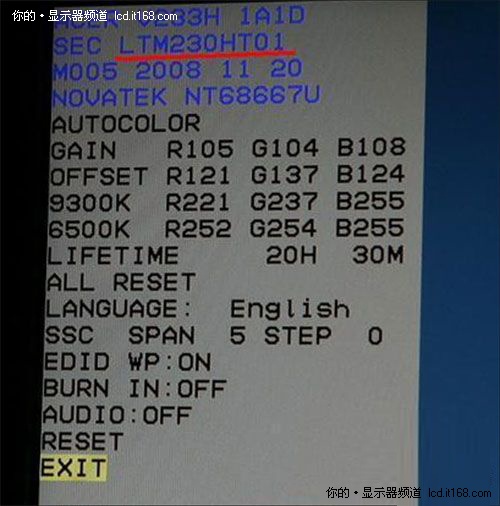 你的·显示器频道 lcd.it168.com
ACER V233H 1A1D
SEC LTM230HT01
M005 2008 11 20
NOVATEK NT68667U
AUTOCOLOR
GAIN R105 G104 B108
OFFSET R121 G137 B124
9300K R221 G237 B255
6500K R252 G254 B255
LIFETIME 20H 30M
ALL RESET
LANGUAGE: English
SSC SPAN 5 STEP 0
EDID WP:ON
BURN IN:OFF
AUDIO:OFF
RESET
EXIT
你的·显示器频道 lcd.it168.com